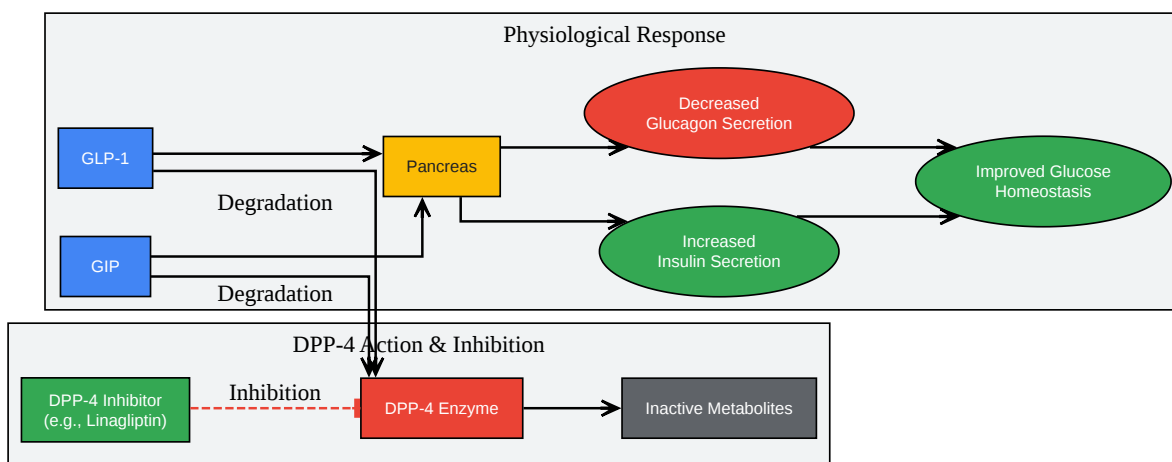 Physiological Response
Decreased
Glucagon Secretion
GLP-1
Pancreas
Improved Glucose
Homeostasis
Degradation
Increased
Insulin Secretion
GIP
Degradation
DPP-4 Action & Inhibition
DPP-4 Inhibitor
(e.g., Linagliptin)
Inhibition
DPP-4 Enzyme
Inactive Metabolites